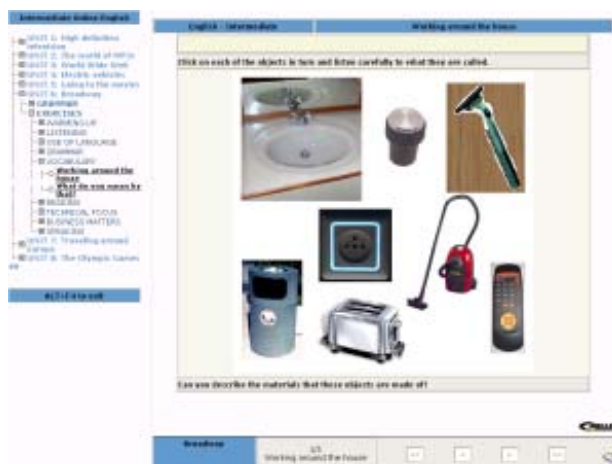 Intermediate Online English
UNIT 1: High definition
television
UNIT 2: The world of MP3s
UNIT 3: World Wide Web
UNIT 4: Electric vehicles
UNIT 5: Going to the movies
UNIT 6: Broadway
GRAMMAR
EXERCISES
WARMING UP
LISTENING
USE OF LANGUAGE
GRAMMAR
VOCABULARY
Working around the
house
What do you mean by
that?
READING
TECHNICAL FOCUS
BUSINESS MATTERS
SPEAKING
UNIT 7: Travelling around
Europe
UNIT 8: The Olympic Games
ALT+F4 to exit
English - Intermediate
Working around the house
Click on each of the objects in turn and listen carefully to what they are called.
Can you describe the materials that these objects are made of?
Broadway
Working around the house